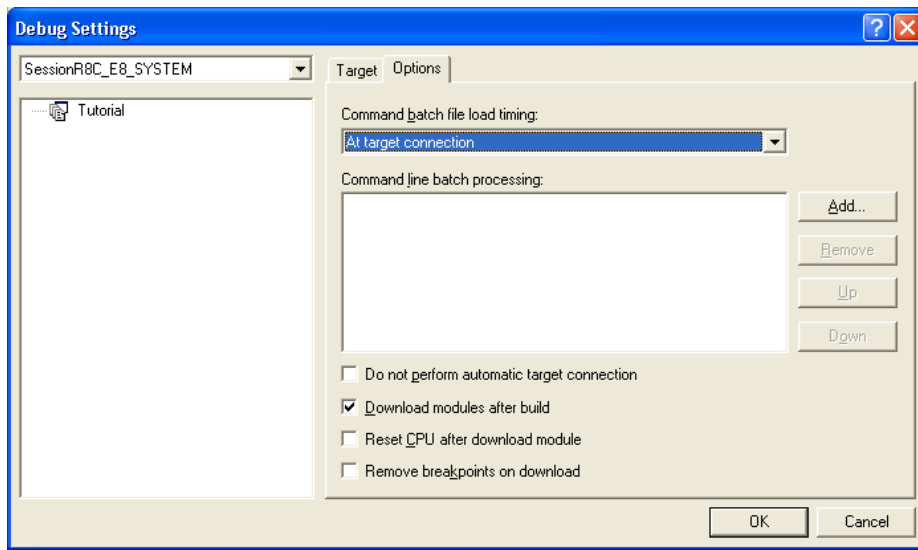 Debug Settings
SessionR8C_E8_SYSTEM
Tutorial
Target Options
Command batch file load timing:
At target connection
Command line batch processing:
Add...
Remove
Up
Down
Do not perform automatic target connection
Download modules after build
Reset CPU after download module
Remove breakpoints on download
OK Cancel